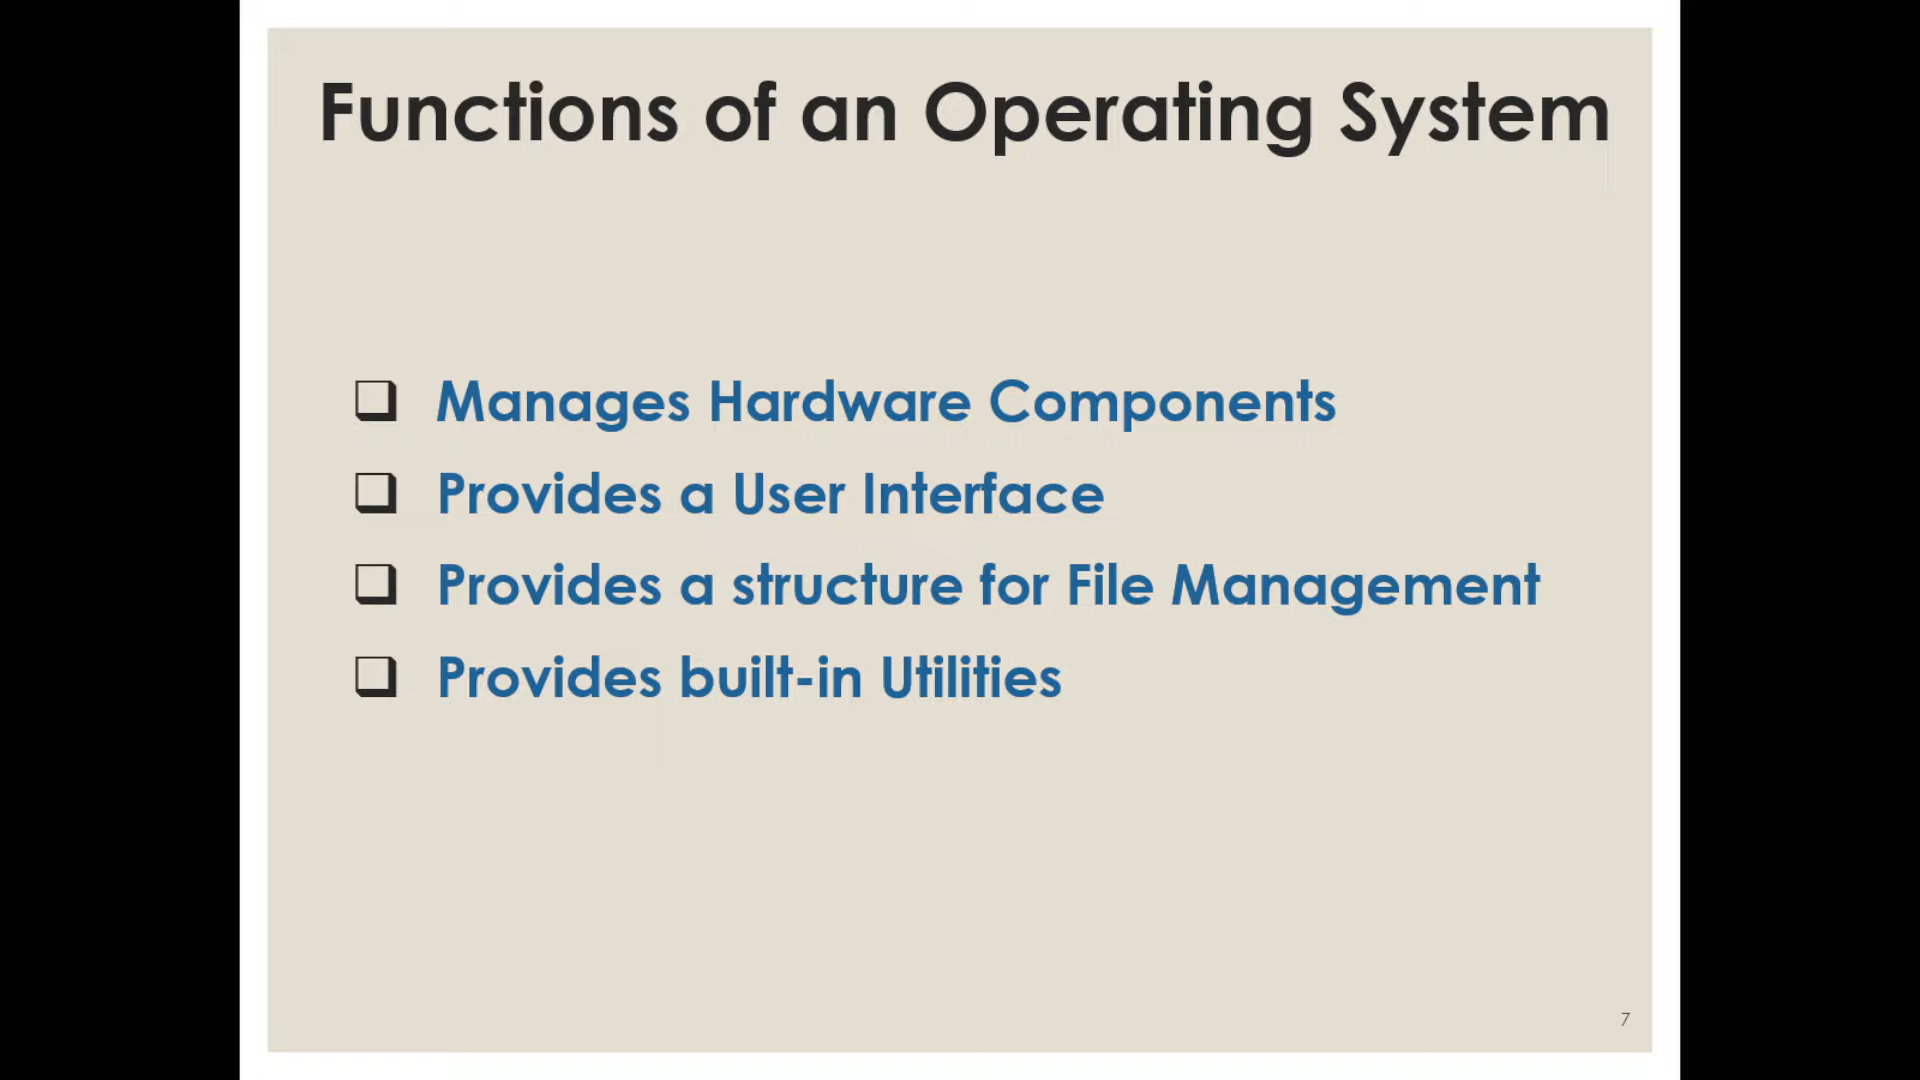 Functions of an Operating System
❑ Manages Hardware Components
❑ Provides a User Interface
❑ Provides a structure for File Management
❑ Provides built-in Utilities
7